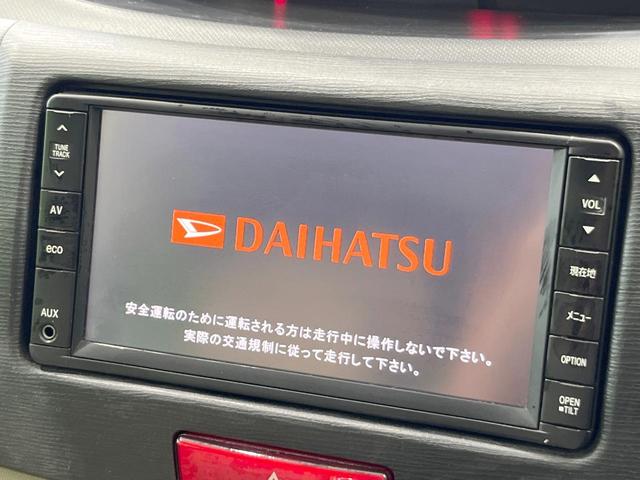 TUNE
TRACK
AV
eco
AUX
DAIHATSU
安全運転のために運転される方は走行中に操作しないで下さい。
実際の交通規制に従って走行して下さい。
VOL
現在地
メニュー
OPTION
OPEN
TILT